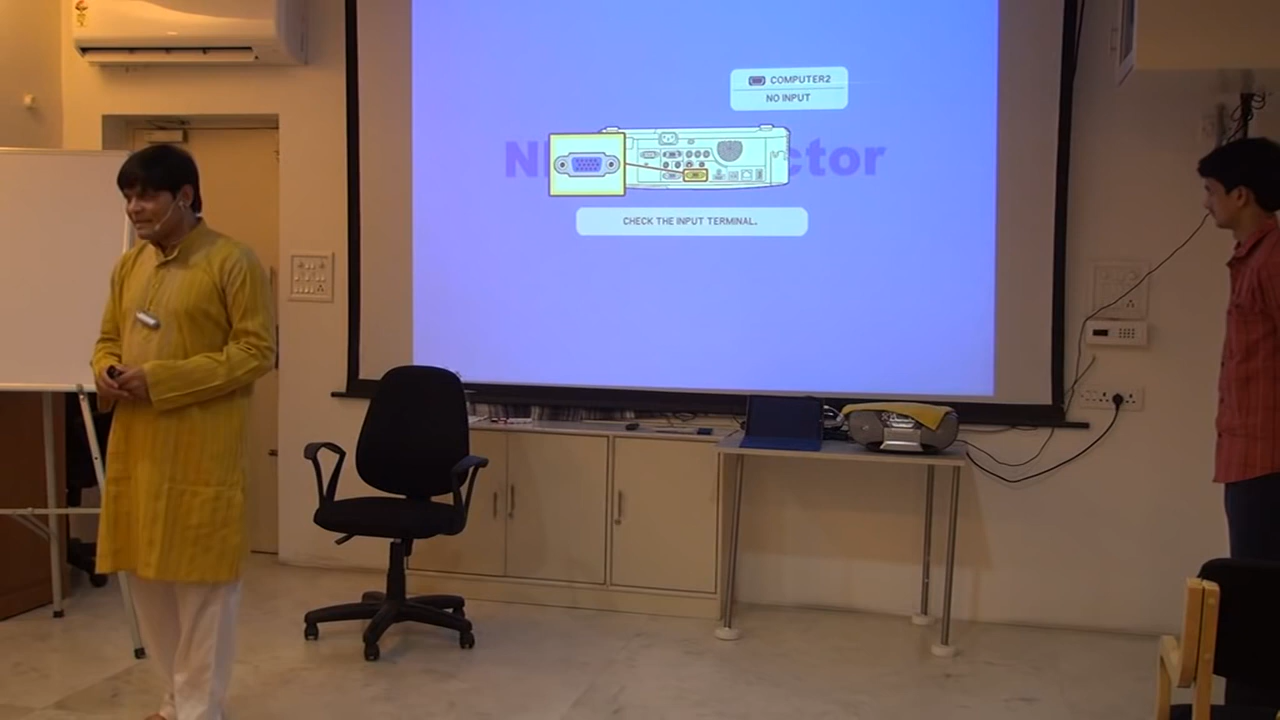 COMPUTER2
NO INPUT
CHECK THE INPUT TERMINAL.